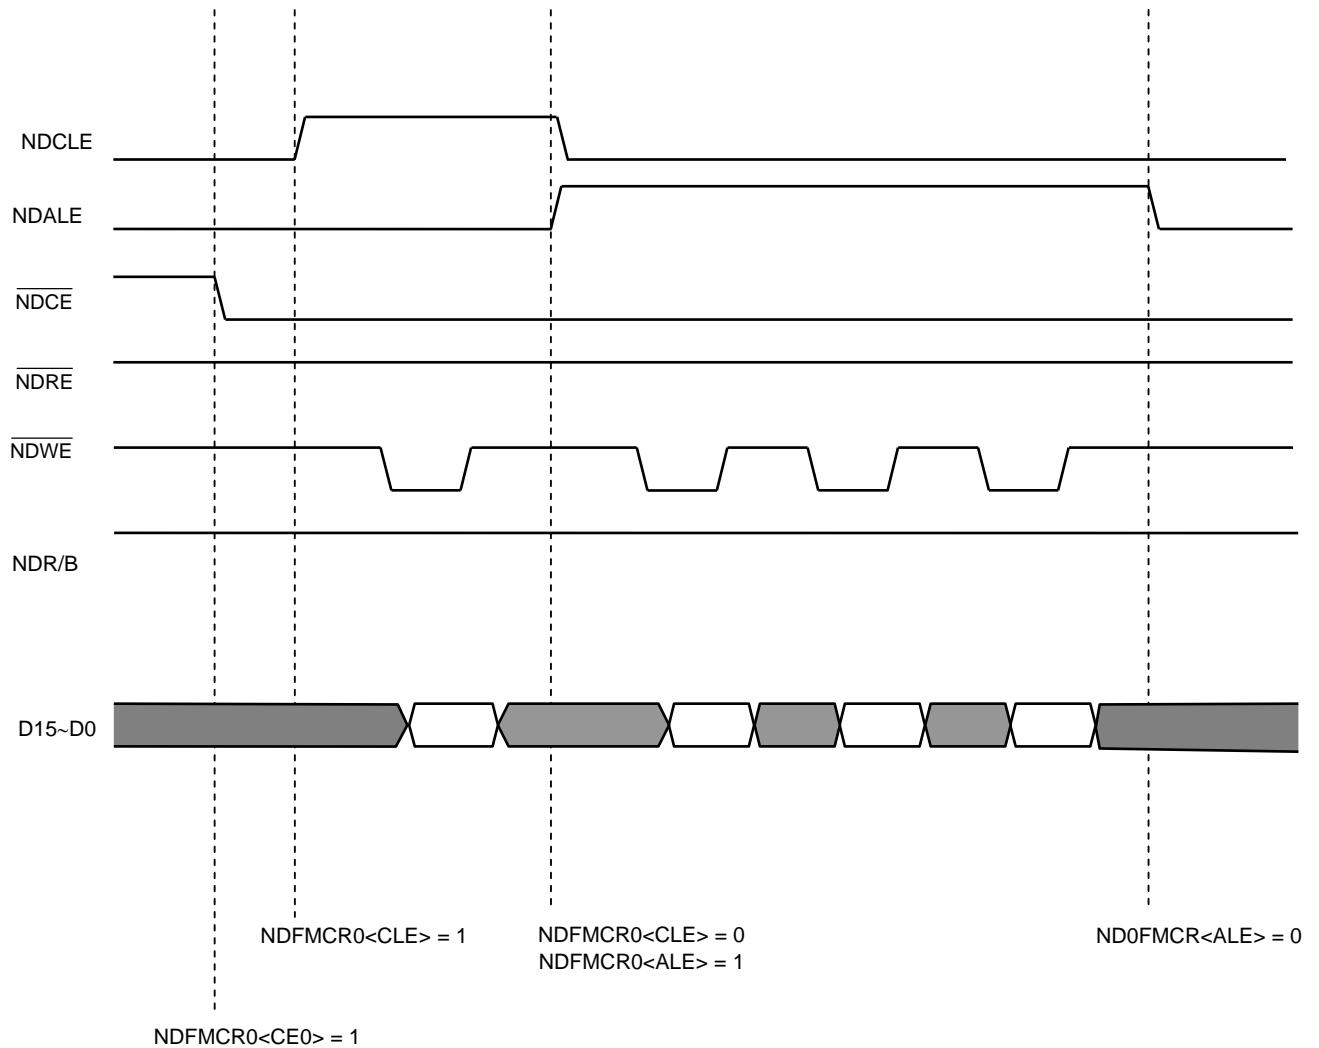 NDCLE
NDALE
NDCE
NDRE
NDWE
NDR/B
D15~D0
NDFMCR0<CLE> = 1
NDFMCR0<CLE> = 0
NDFMCR0<ALE> = 1
ND0FMCR<ALE> = 0
NDFMCR0<CE0> = 1